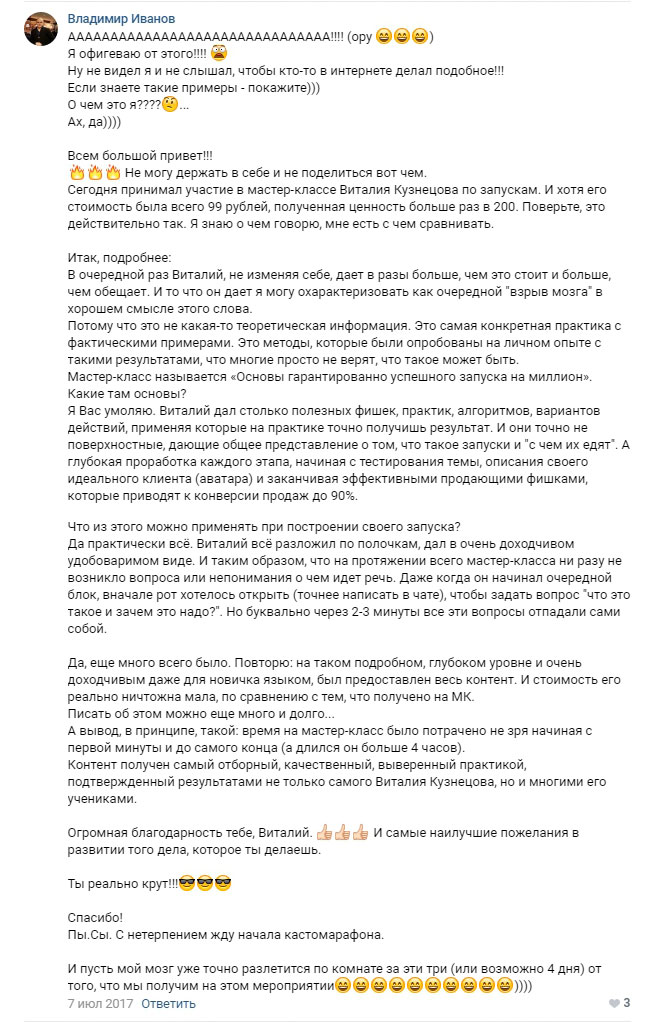 Владимир Иванов
ААААААААААААААААААААААААААААААА!!!! (ору 😄😄😄)
Я офигеваю от этого!!!! 😱
Ну не видел я и не слышал, чтобы кто-то в интернете делал подобное!!!
Если знаете такие примеры - покажите)))
О чем это я????🤔...
Ах, да))))
Всем большой привет!!!
🔥🔥🔥 Не могу держать в себе и не поделиться вот чем.
Сегодня принимал участие в мастер-классе Виталия Кузнецова по запускам. И хотя его
стоимость была всего 99 рублей, полученная ценность больше раз в 200. Поверьте, это
действительно так. Я знаю о чем говорю, мне есть с чем сравнивать.
Итак, подробнее:
В очередной раз Виталий, не изменяя себе, дает в разы больше, чем это стоит и больше,
чем обещает. И то что он дает я могу охарактеризовать как очередной "взрыв мозга" в
хорошем смысле этого слова.
Потому что это не какая-то теоретическая информация. Это самая конкретная практика с
фактическими примерами. Это методы, которые были опробованы на личном опыте с
такими результатами, что многие просто не верят, что такое может быть.
Мастер-класс называется «Основы гарантированно успешного запуска на миллион».
Какие там основы?
Я Вас умоляю. Виталий дал столько полезных фишек, практик, алгоритмов, вариантов
действий, применяя которые на практике точно получишь результат. И они точно не
поверхностные, дающие общее представление о том, что такое запуски и "с чем их едят". А
глубокая проработка каждого этапа, начиная с тестирования темы, описания своего
идеального клиента (аватара) и заканчивая эффективными продающими фишками,
которые приводят к конверсии продаж до 90%.
Что из этого можно применять при построении своего запуска?
Да практически всё. Виталий всё разложил по полочкам, дал в очень доходчивом
удобоваримом виде. И таким образом, что на протяжении всего мастер-класса ни разу не
возникло вопроса или непонимания о чем идет речь. Даже когда он начинал очередной
блок, вначале рот хотелось открыть (точнее написать в чате), чтобы задать вопрос "что это
такое и зачем это надо?". Но буквально через 2-3 минуты все эти вопросы отпадали сами
собой.
Да, еще много всего было. Повторю: на таком подробном, глубоком уровне и очень
доходчивым даже для новичка языком, был предоставлен весь контент. И стоимость его
реально ничтожна мала, по сравнению с тем, что получено на МК.
Писать об этом можно еще много и долго...
А вывод, в принципе, такой: время на мастер-класс было потрачено не зря начиная с
первой минуты и до самого конца (а длился он больше 4 часов).
Контент получен самый отборный, качественный, выверенный практикой,
подтвержденный результатами не только самого Виталия Кузнецова, но и многими его
учениками.
Огромная благодарность тебе, Виталий. 👍👍👍 И самые наилучшие пожелания в
развитии того дела, которое ты делаешь.
Ты реально крут!!!😎😎😎
Спасибо!
Пы.Сы. С нетерпением жду начала кастомарафона.
И пусть мой мозг уже точно разлетится по комнате за эти три (или возможно 4 дня) от
того, что мы получим на этом мероприятии😄😄😄😄😄😄😄😄😄😄))))
7 июл 2017 Ответить 3